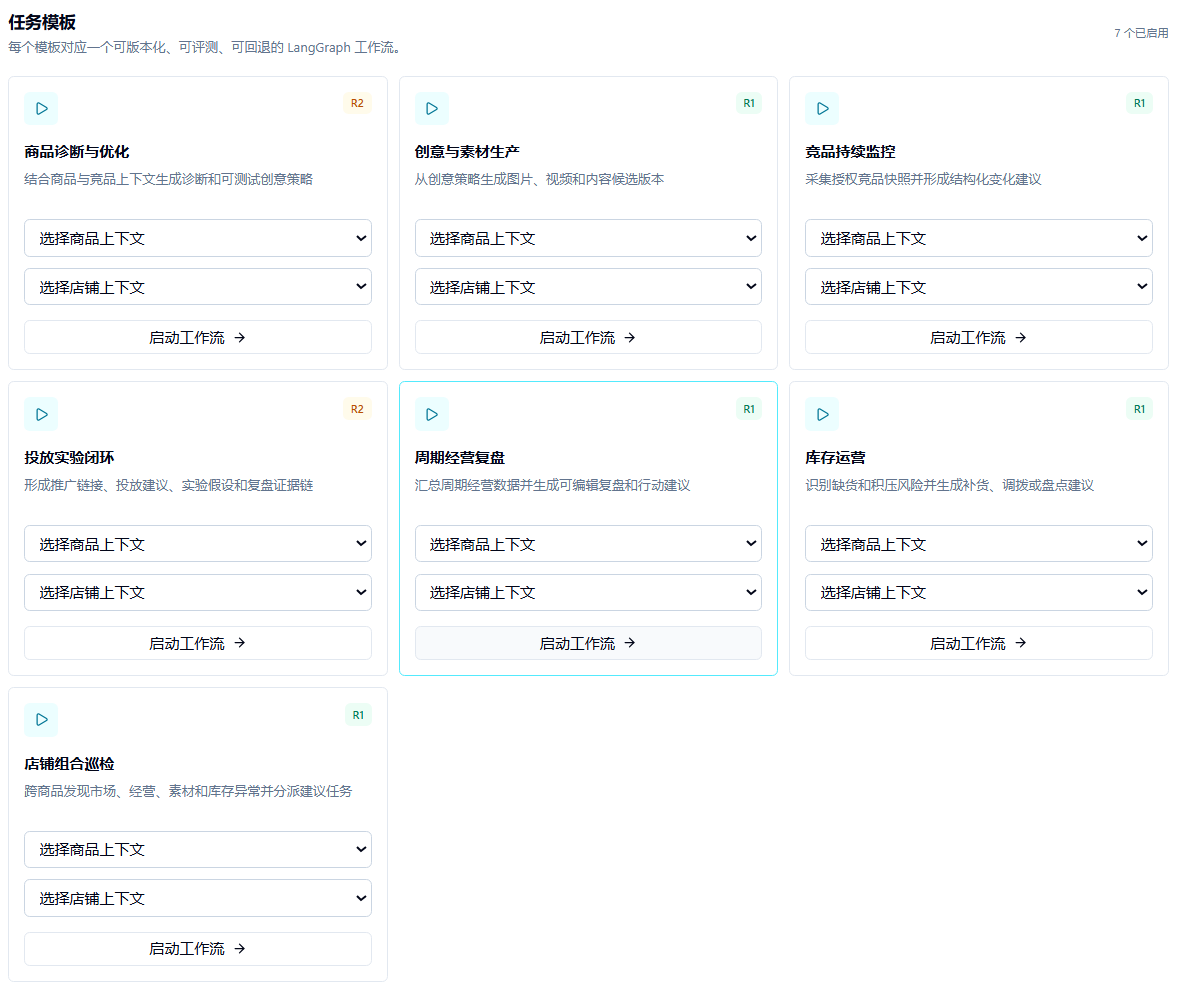 任务模板
每个模板对应一个可版本化、可评测、可回退的 LangGraph 工作流。
7 个已启用
R2
商品诊断与优化
结合商品与竞品上下文生成诊断和可测试创意策略
选择商品上下文
选择店铺上下文
启动工作流 →
R1
创意与素材生产
从创意策略生成图片、视频和内容候选版本
选择商品上下文
选择店铺上下文
启动工作流 →
R1
竞品持续监控
采集授权竞品快照并形成结构化变化建议
选择商品上下文
选择店铺上下文
启动工作流 →
R2
投放实验闭环
形成推广链接、投放建议、实验假设和复盘证据链
选择商品上下文
选择店铺上下文
启动工作流 →
R1
周期经营复盘
汇总周期经营数据并生成可编辑复盘和行动建议
选择商品上下文
选择店铺上下文
启动工作流 →
R1
库存运营
识别缺货和积压风险并生成补货、调拨或盘点建议
选择商品上下文
选择店铺上下文
启动工作流 →
R1
店铺组合巡检
跨商品发现市场、经营、素材和库存异常并分派建议任务
选择商品上下文
选择店铺上下文
启动工作流 →